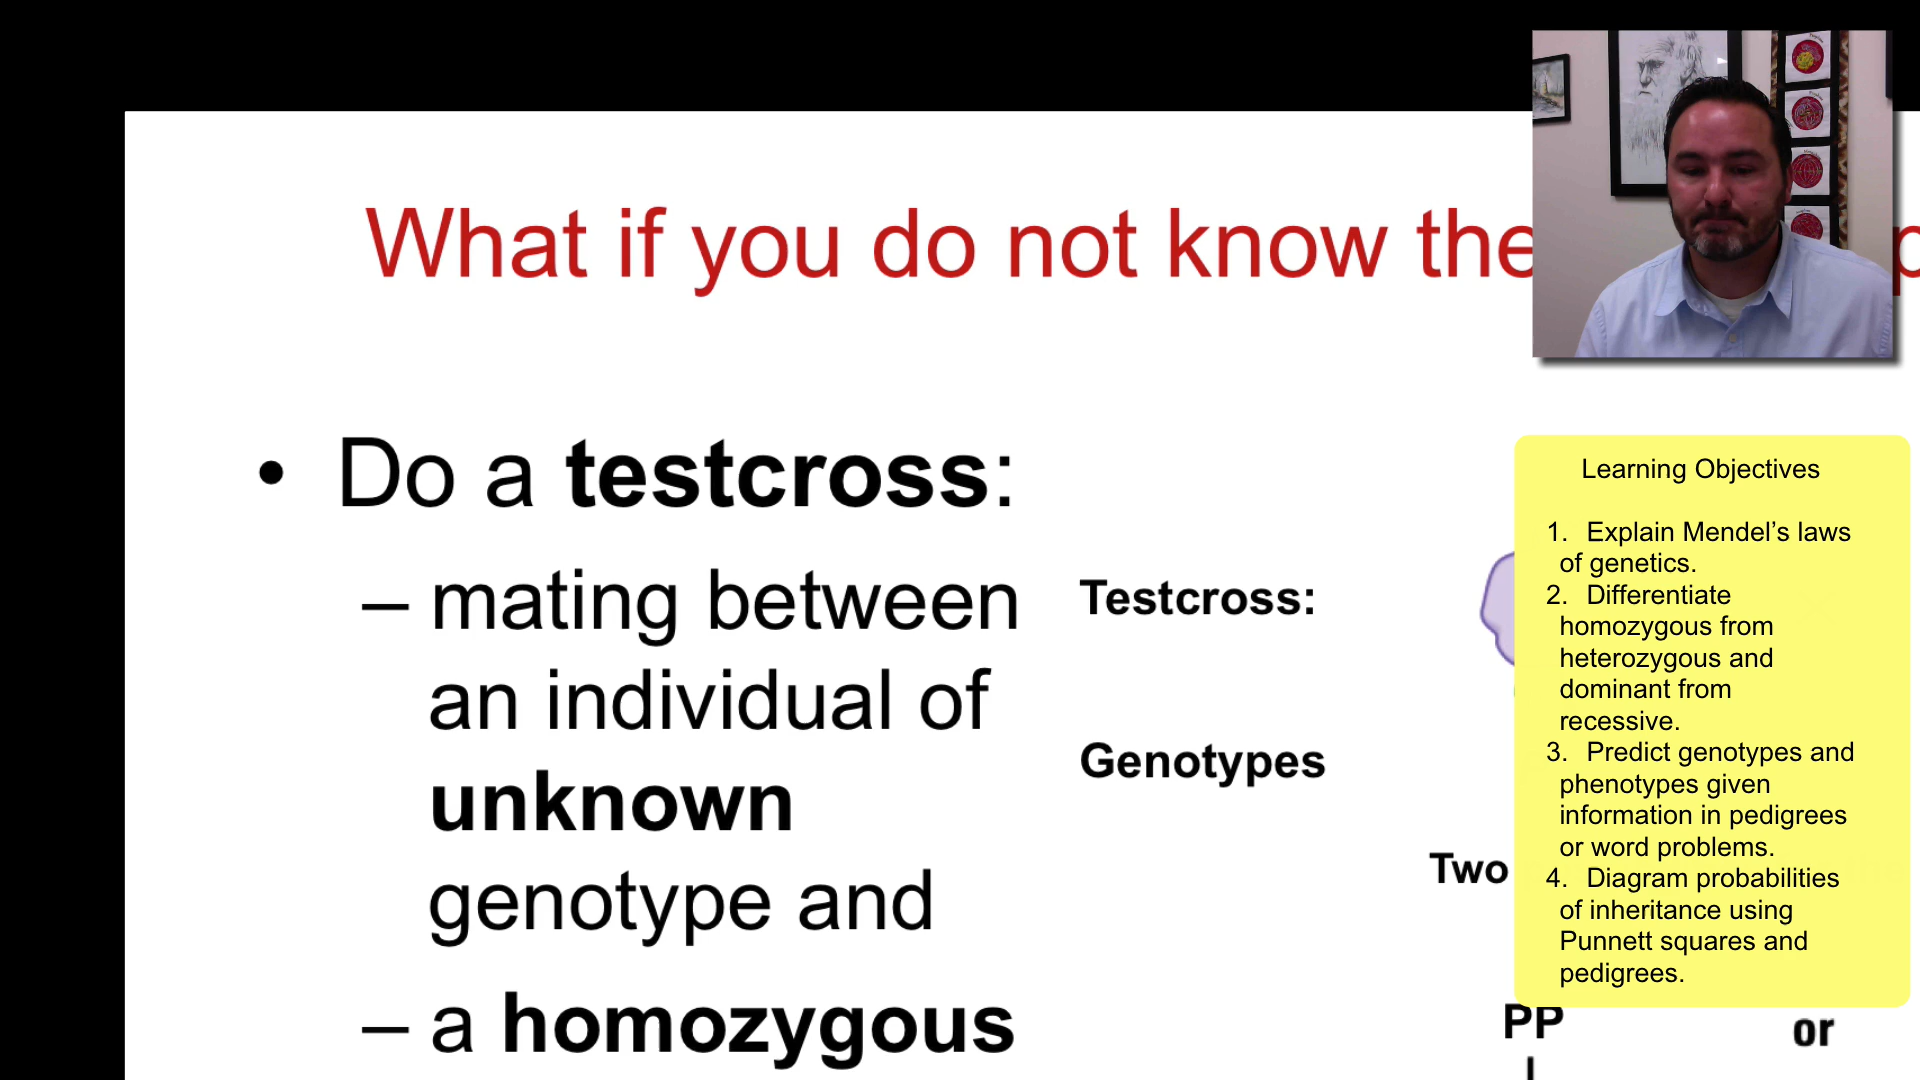 What if you do not know the
• Do a testcross:
– mating between
an individual of
unknown
genotype and
– a homozygous
Testcross:
Genotypes
Two
PP
or
Learning Objectives
1. Explain Mendel’s laws
of genetics.
2. Differentiate
homozygous from
heterozygous and
dominant from
recessive.
3. Predict genotypes and
phenotypes given
information in pedigrees
or word problems.
4. Diagram probabilities
of inheritance using
Punnett squares and
pedigrees.